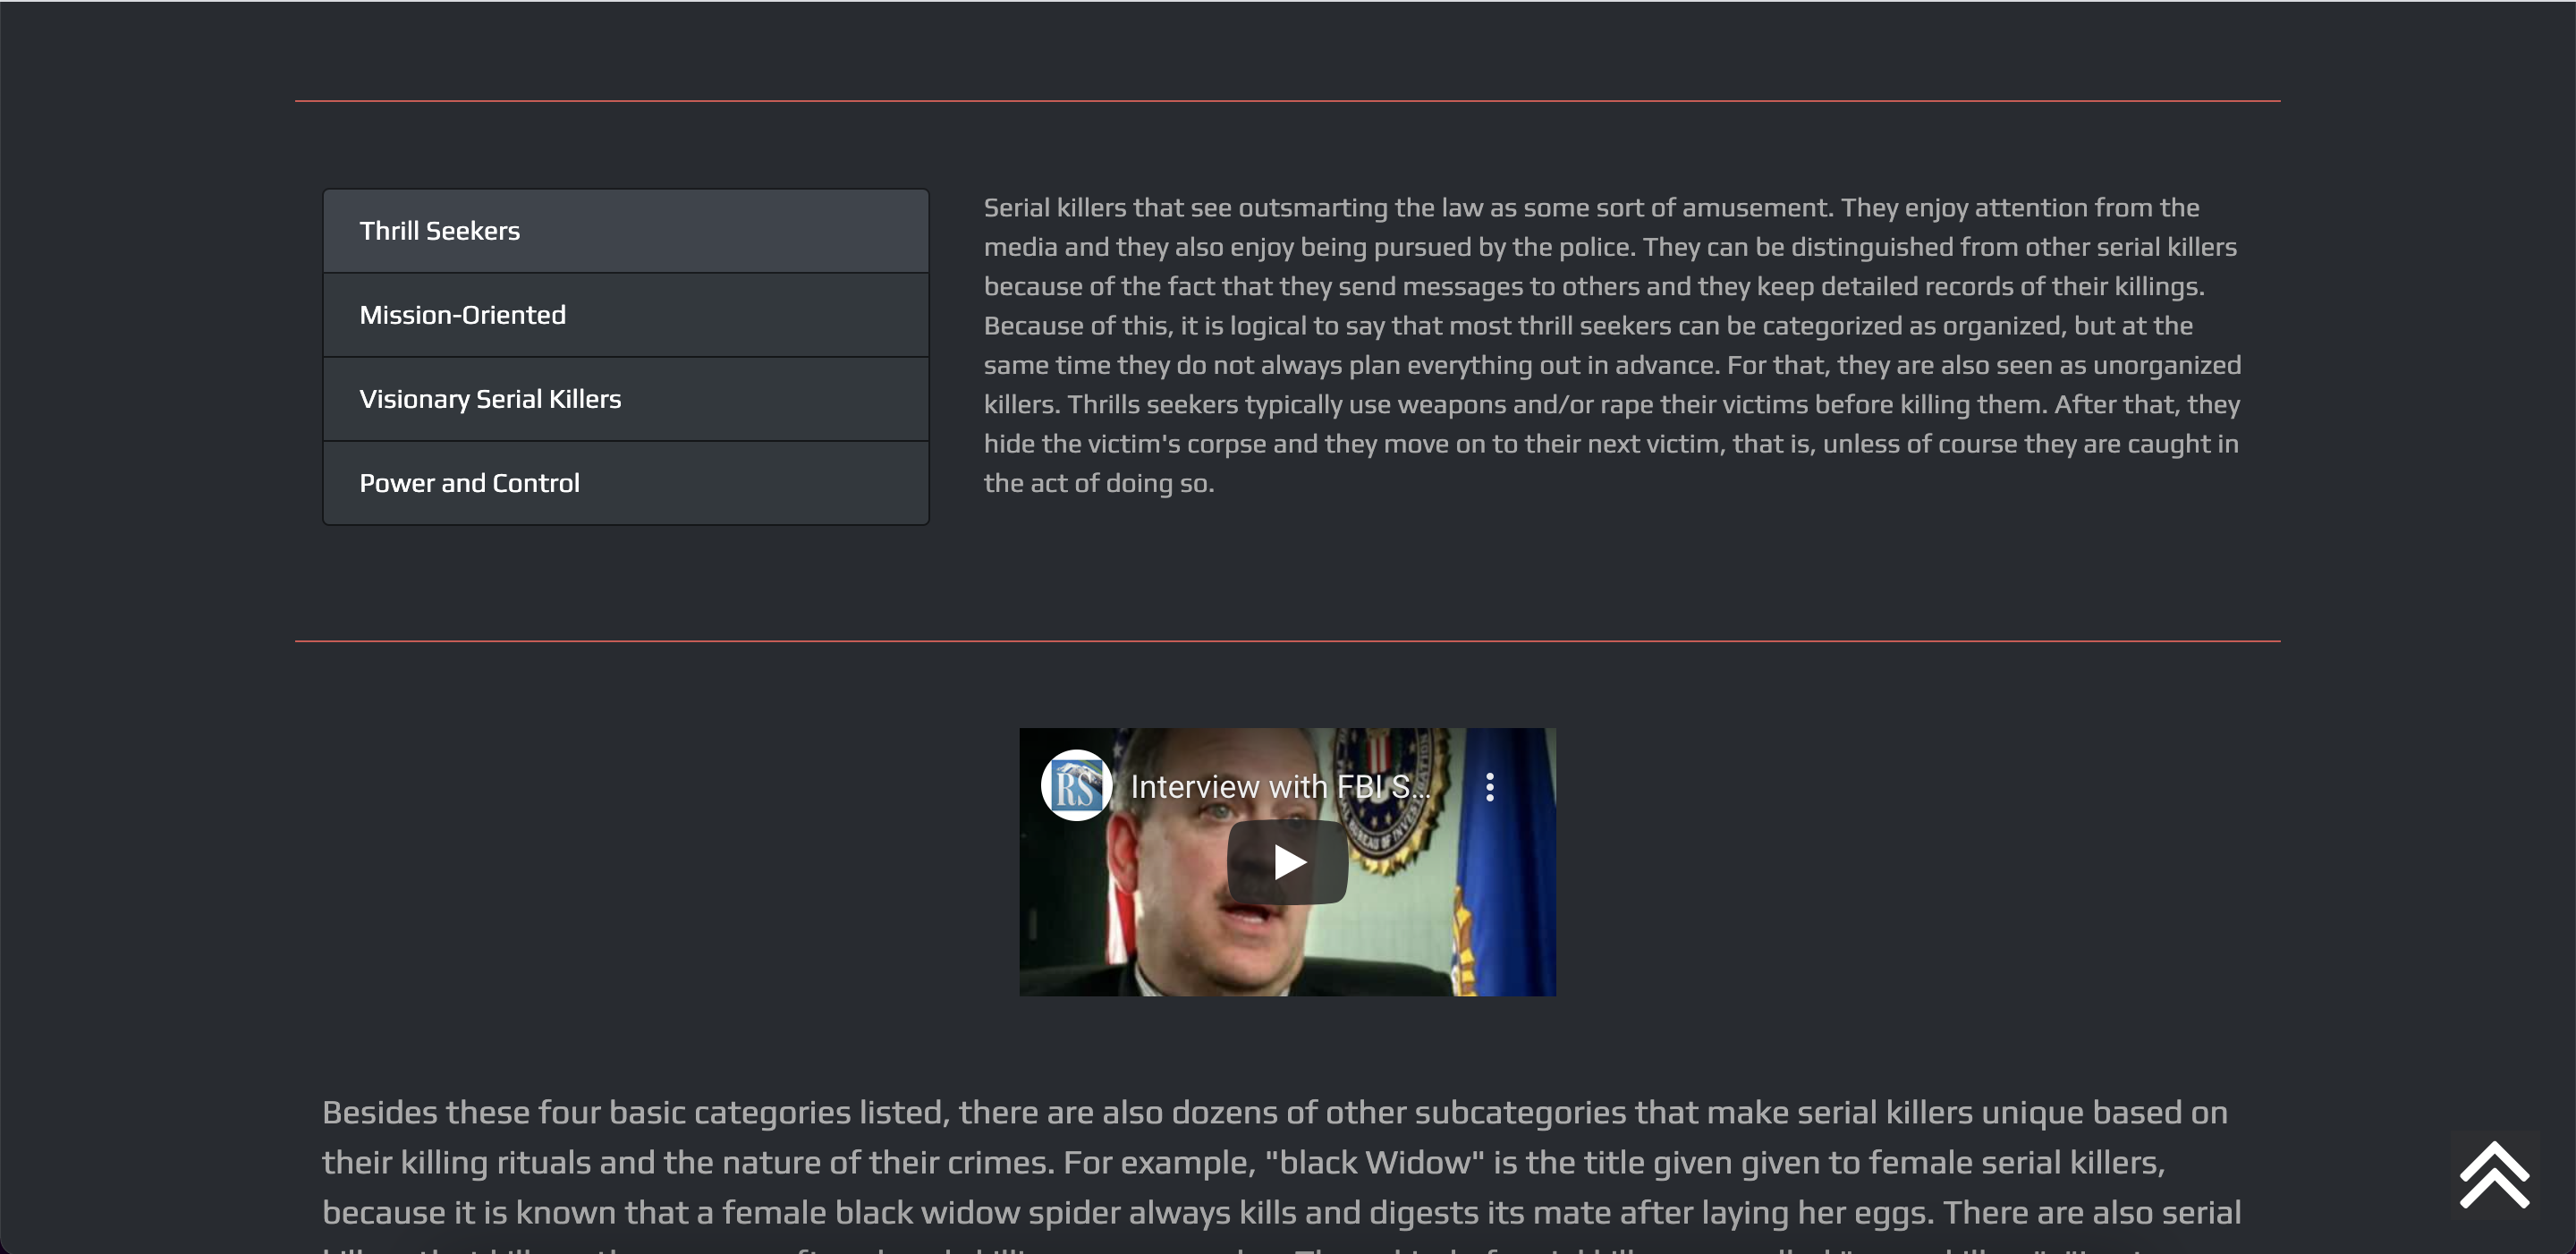 Thrill Seekers
Mission-Oriented
Visionary Serial Killers
Power and Control
Serial killers that see outsmarting the law as some sort of amusement. They enjoy attention from the
media and they also enjoy being pursued by the police. They can be distinguished from other serial killers
because of the fact that they send messages to others and they keep detailed records of their killings.
Because of this, it is logical to say that most thrill seekers can be categorized as organized, but at the
same time they do not always plan everything out in advance. For that, they are also seen as unorganized
killers. Thrills seekers typically use weapons and/or rape their victims before killing them. After that, they
hide the victim's corpse and they move on to their next victim, that is, unless of course they are caught in
the act of doing so.
RS
Interview with FBI S...
BUREAU OF INVESTIGATION
Besides these four basic categories listed, there are also dozens of other subcategories that make serial killers unique based on
their killing rituals and the nature of their crimes. For example, "black Widow" is the title given given to female serial killers,
because it is known that a female black widow spider always kills and digests its mate after laying her eggs. There are also serial